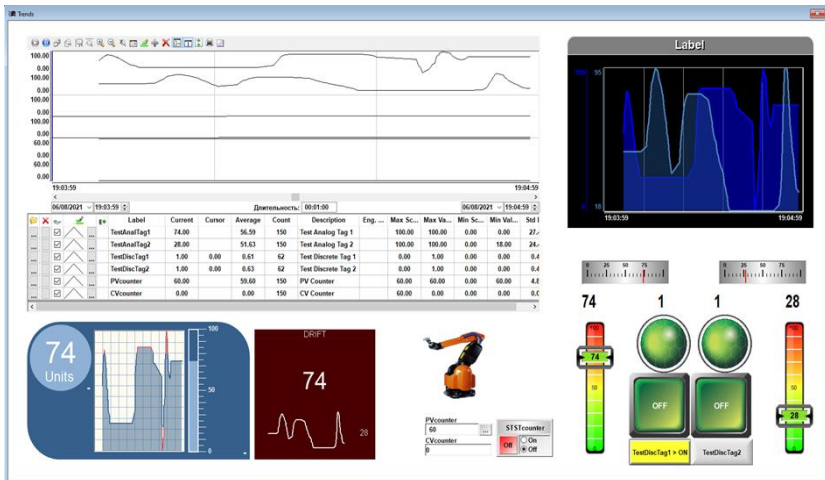 Trends
Label
100.00
0.00
100.00
0.00
100.00
0.00
100.00
0.00
60.00
0.00
60.00
0.00
19:03:59 19:04:59
06/08/2021 19:03:59 Длительность: 00:01:00 06/08/2021 19:04:59
Label Current Cursor Average Count Description Eng. ... Max Sc... Max Va... Min Sc... Min Val...
TestAnalTag1 74.00 56.59 150 Test Analog Tag 1 100.00 100.00 0.00 0.00
TestAnalTag2 28.00 51.63 150 Test Analog Tag 2 100.00 100.00 0.00 18.00
TestDiscTag1 1.00 0.00 0.61 62 Test Discrete Tag 1 0.00 1.00 0.00 0.00
TestDiscTag2 1.00 0.00 0.63 62 Test Discrete Tag 2 0.00 1.00 0.00 0.00
PVcounter 60.00 59.60 150 PV Counter 60.00 60.00 0.00 0.00
CVcounter 0.00 0.00 150 CV Counter 60.00 0.00 0.00 0.00
95
18
19:03:59 19:04:59
0 25 50 75
0 25 50 75
74 1 1 28
100
74
50
0
OFF OFF
100
50
28
0
TestDiscTag1 > ON TestDiscTag2
74
Units
100
50
0
DRIFT
74
28
PVcounter
60 ...
CVcounter
0
STSTcounter
Off
On
Off